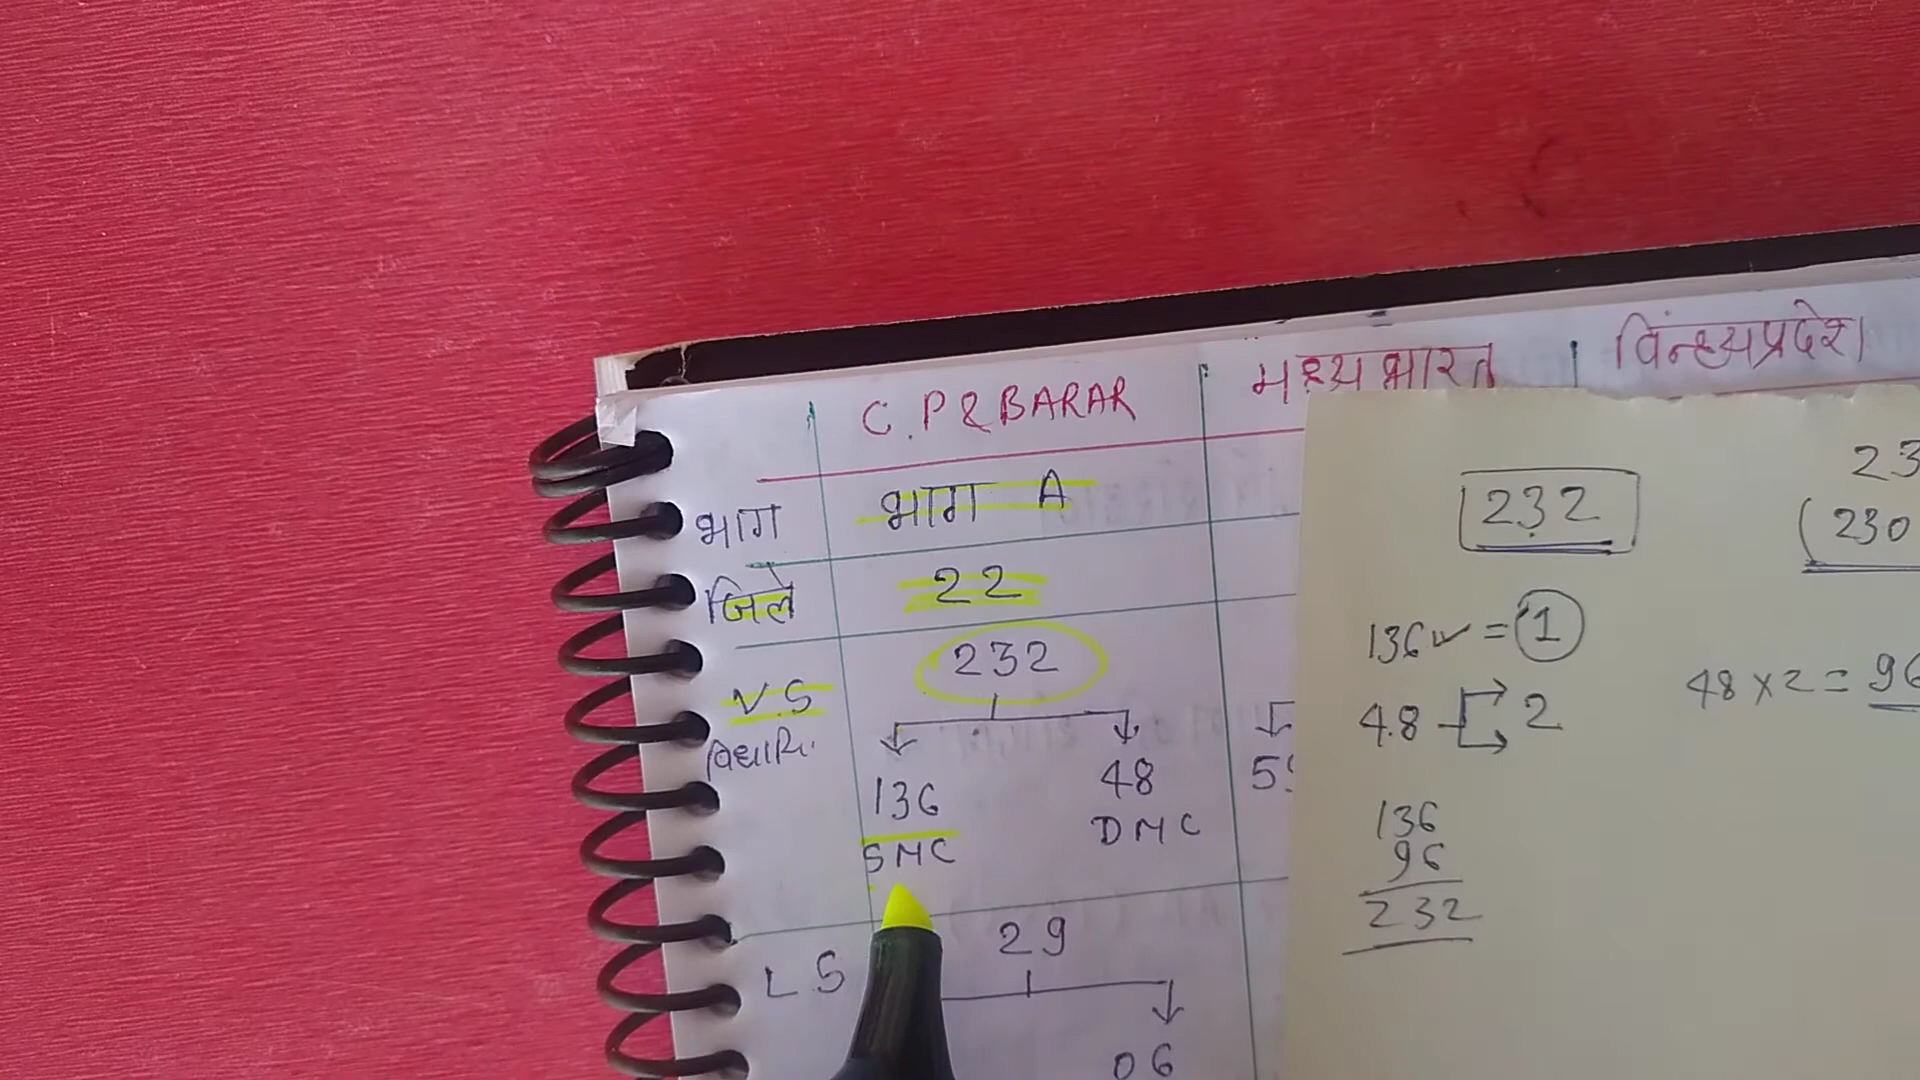 C.P & BARAR
मध्य भारत
विन्ध्यप्रदेश
भाग
भाग A
जिले
22
V.S
232
136
SMC
48
DMC
LS
29
06
232
23
(230
136 ✓ = 1
48 → 2
48 x 2 = 96
136
96
232